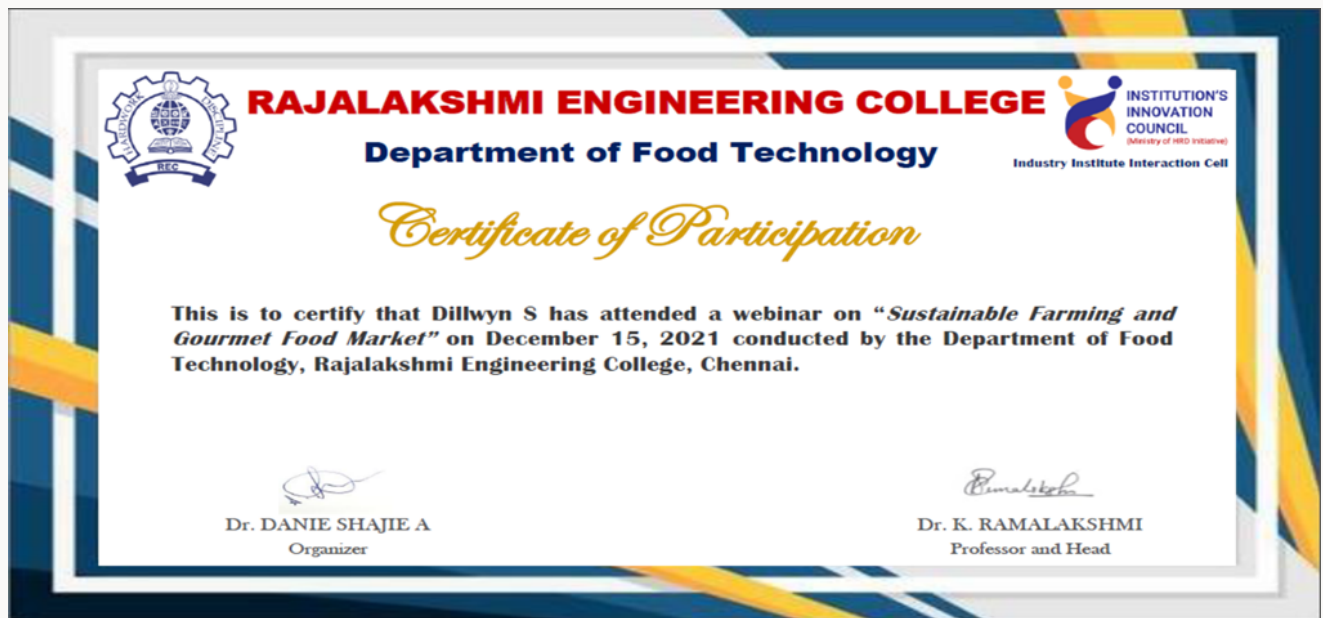 RAJALAKSHMI ENGINEERING COLLEGE
Department of Food Technology
HARDWORK
DISCIPLINE
REC
INSTITUTION'S
INNOVATION
COUNCIL
(Ministry of HRD Initiative)
Industry Institute Interaction Cell
Certificate of Participation
This is to certify that Dillwyn S has attended a webinar on “Sustainable Farming and
Gourmet Food Market” on December 15, 2021 conducted by the Department of Food
Technology, Rajalakshmi Engineering College, Chennai.
Dr. DANIE SHAJIE A
Organizer
Dr. K. RAMALAKSHMI
Professor and Head